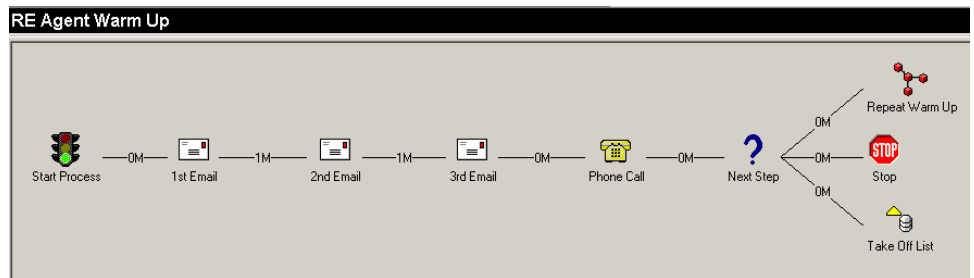 RE Agent Warm Up
Repeat Warm Up
0M
Start Process
0M
1st Email
1M
2nd Email
1M
3rd Email
0M
Phone Call
0M
Next Step
0M
STOP
Stop
0M
Take Off List